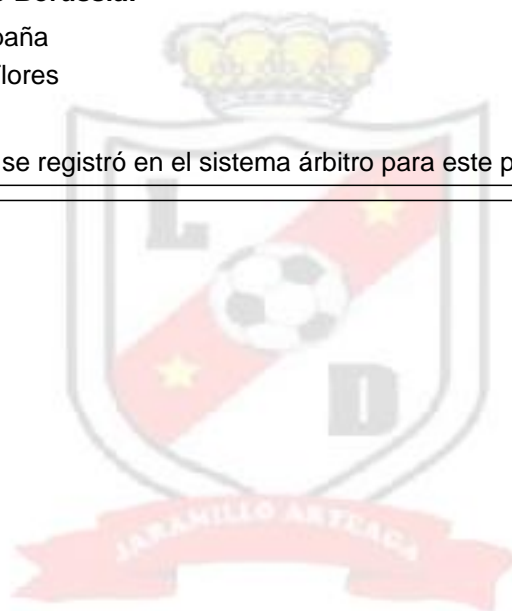 Borussia.
paña
lores
se registró en el sistema árbitro para este p
L
D
JARAMILLO ARTEAGA